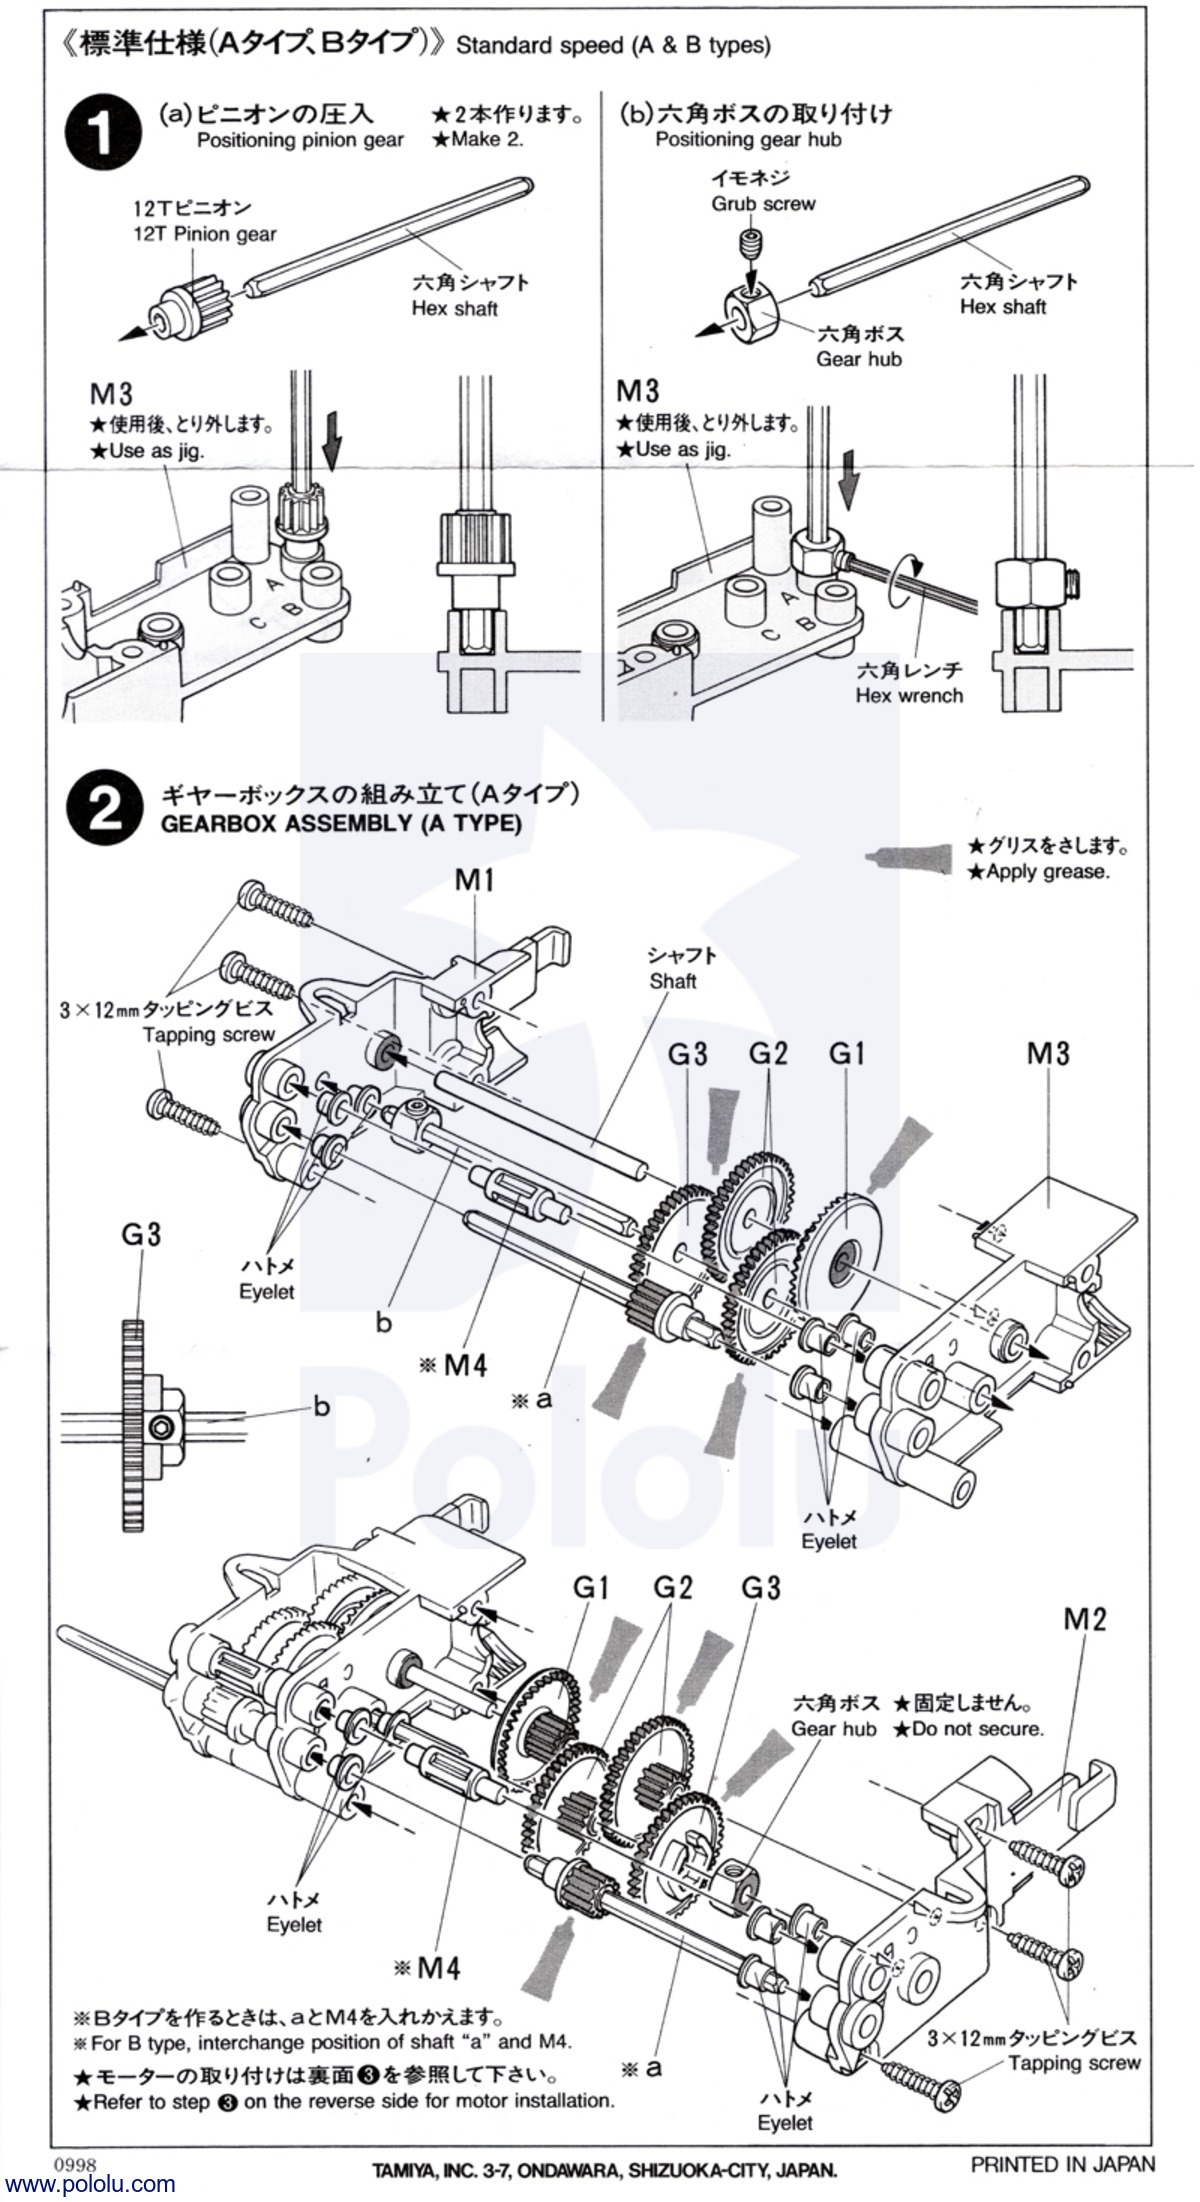 《標準仕様(Aタイプ、Bタイプ)》 Standard speed (A & B types)
1
(a)ピニオンの圧入 ★2本作ります。
Positioning pinion gear ★Make 2.
12Tピニオン
12T Pinion gear
六角シャフト
Hex shaft
M3
★使用後、とり外します。
★Use as jig.
A
B
C
(b)六角ボスの取り付け
Positioning gear hub
イモネジ
Grub screw
六角シャフト
Hex shaft
六角ボス
Gear hub
M3
★使用後、とり外します。
★Use as jig.
A
B
C
六角レンチ
Hex wrench
2
ギヤーボックスの組み立て(Aタイプ)
GEARBOX ASSEMBLY (A TYPE)
★グリスをさします。
★Apply grease.
M1
シャフト
Shaft
3×12mmタッピングビス
Tapping screw
G3
G2
G1
M3
G3
ハトメ
Eyelet
b
※M4
※a
b
ハトメ
Eyelet
Pololu
G1
G2
G3
M2
六角ボス ★固定しません。
Gear hub ★Do not secure.
ハトメ
Eyelet
※M4
※Bタイプを作るときは、aとM4を入れかえます。
※For B type, interchange position of shaft “a” and M4.
★モーターの取り付けは裏面❸を参照して下さい。
★Refer to step ❸ on the reverse side for motor installation.
※a
ハトメ
Eyelet
3×12mmタッピングビス
Tapping screw
0998
TAMIYA, INC. 3-7, ONDAWARA, SHIZUOKA-CITY, JAPAN.
PRINTED IN JAPAN
www.pololu.com